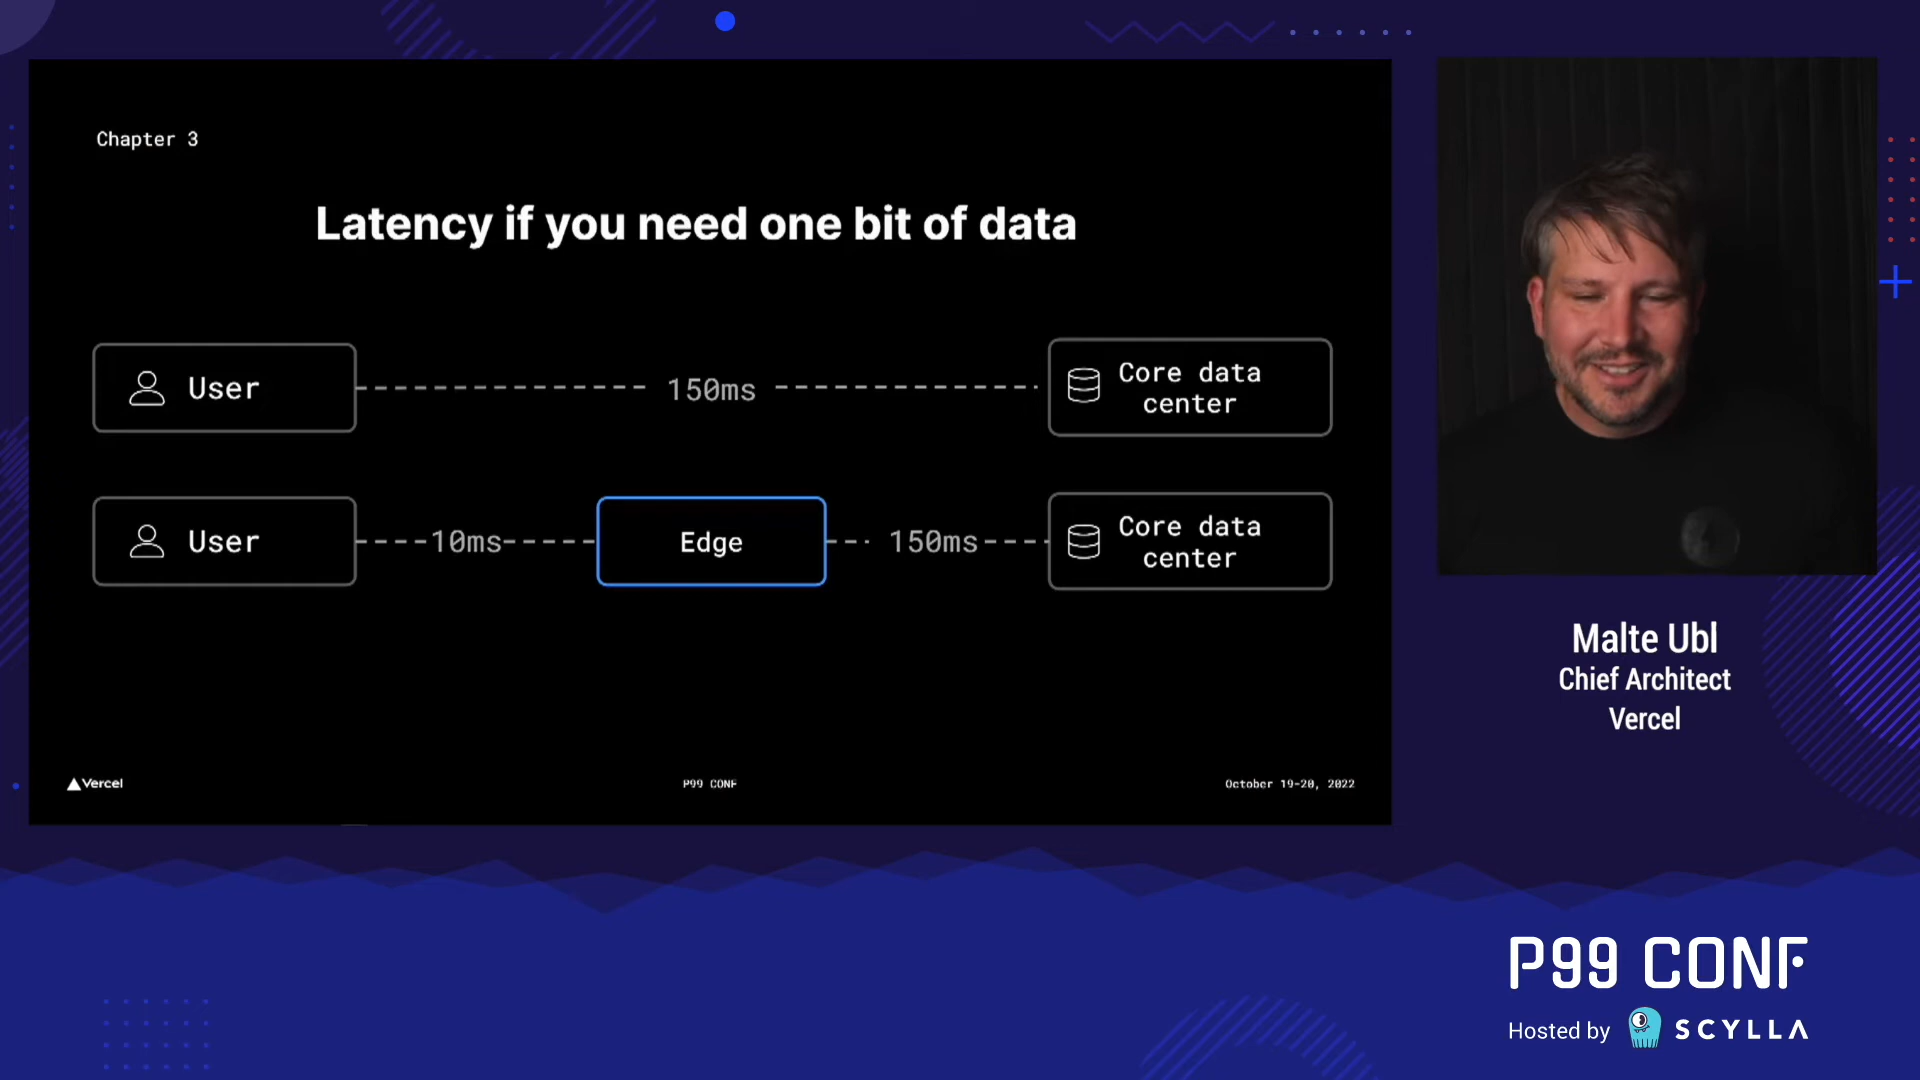 Chapter 3
Latency if you need one bit of data
User
150ms
Core data
center
User
10ms
Edge
150ms
Core data
center
Vercel
P99 CONF
October 19-20, 2022
Malte Ubl
Chief Architect
Vercel
P99 CONF
Hosted by SCYLLA